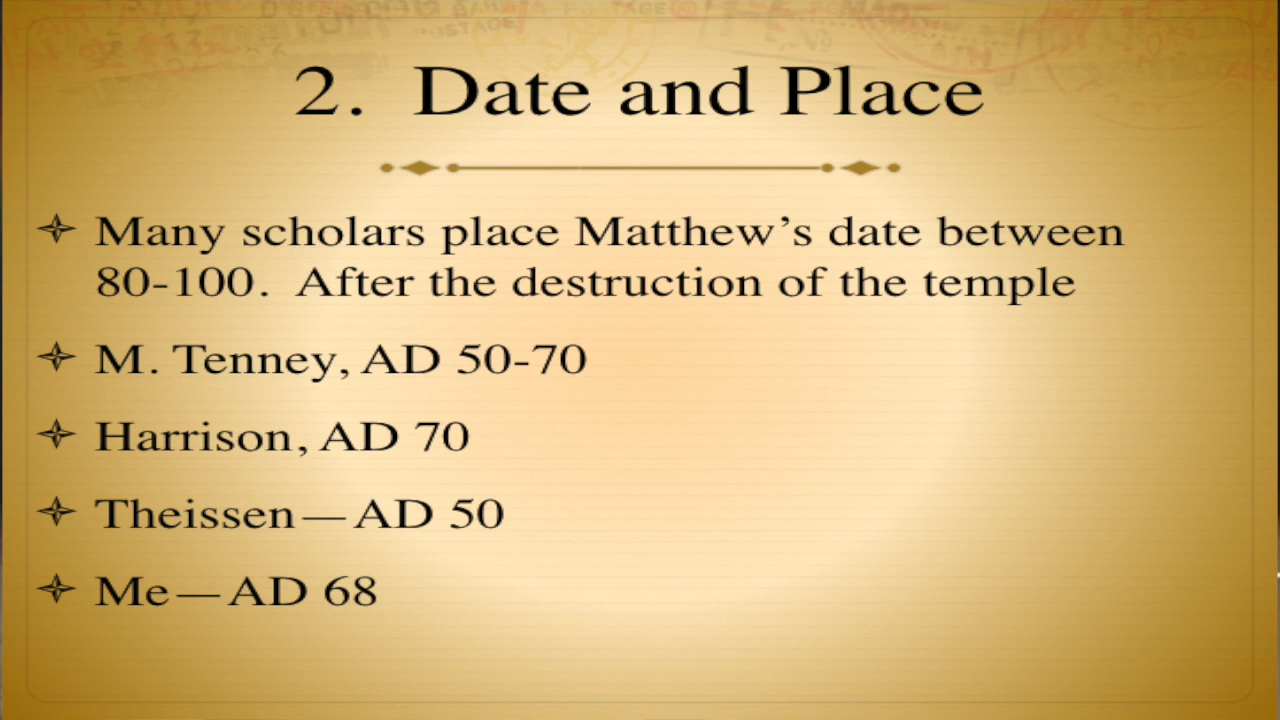 2. Date and Place
Many scholars place Matthew’s date between
80-100. After the destruction of the temple
M. Tenney, AD 50-70
Harrison, AD 70
Theissen—AD 50
Me—AD 68